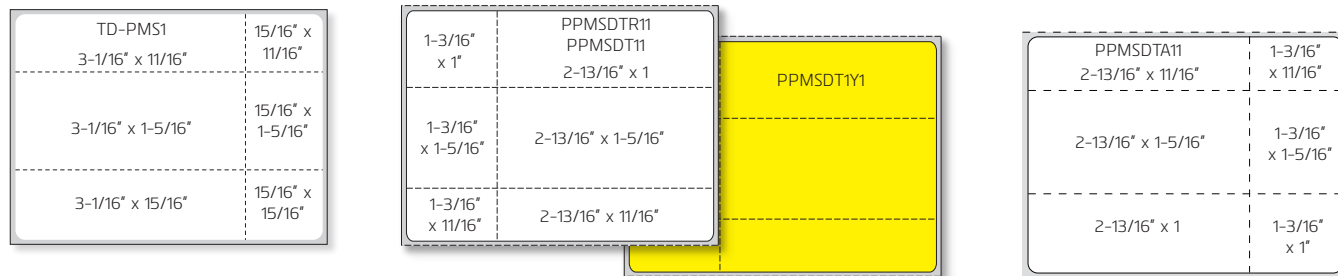 TD-PMS1
3-1/16" x 11/16"
15/16" x
11/16"
3-1/16" x 1-5/16"
15/16" x
1-5/16"
3-1/16" x 15/16"
15/16" x
15/16"
1-3/16"
x 1"
PPMSDTR11
PPMSDT11
2-13/16" x 1
1-3/16"
x 1-5/16"
2-13/16" x 1-5/16"
1-3/16"
x 11/16"
2-13/16" x 11/16"
PPMSDT1Y1
PPMSDTA11
2-13/16" x 11/16"
1-3/16"
x 11/16"
2-13/16" x 1-5/16"
1-3/16"
x 1-5/16"
2-13/16" x 1
1-3/16"
x 1"